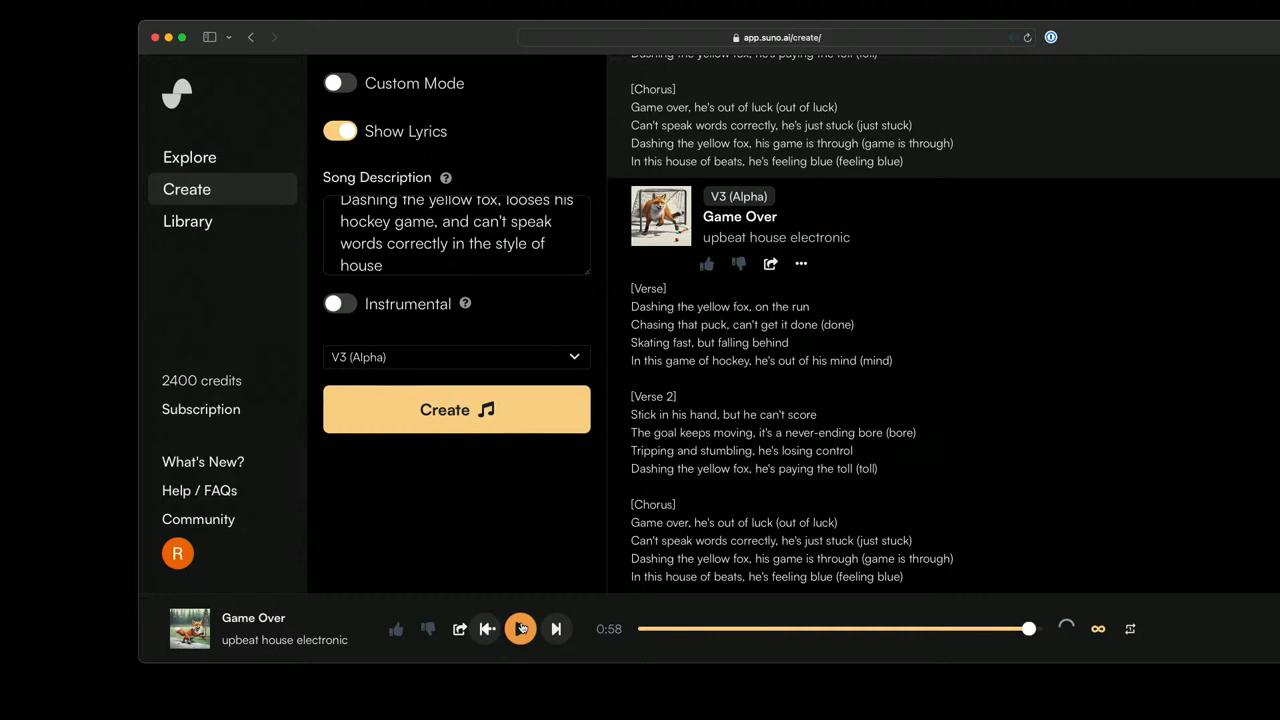 app.suno.ai/create/
Explore
Create
Library
2400 credits
Subscription
What's New?
Help / FAQs
Community
R
Custom Mode
Show Lyrics
Song Description ?
Dashing the yellow fox, looses his
hockey game, and can't speak
words correctly in the style of
house
Instrumental ?
V3 (Alpha)
Create
Dashing the yellow fox, he's paying the toll (toll)
[Chorus]
Game over, he's out of luck (out of luck)
Can't speak words correctly, he's just stuck (just stuck)
Dashing the yellow fox, his game is through (game is through)
In this house of beats, he's feeling blue (feeling blue)
V3 (Alpha)
Game Over
upbeat house electronic
[Verse]
Dashing the yellow fox, on the run
Chasing that puck, can't get it done (done)
Skating fast, but falling behind
In this game of hockey, he's out of his mind (mind)
[Verse 2]
Stick in his hand, but he can't score
The goal keeps moving, it's a never-ending bore (bore)
Tripping and stumbling, he's losing control
Dashing the yellow fox, he's paying the toll (toll)
[Chorus]
Game over, he's out of luck (out of luck)
Can't speak words correctly, he's just stuck (just stuck)
Dashing the yellow fox, his game is through (game is through)
In this house of beats, he's feeling blue (feeling blue)
Game Over
upbeat house electronic
0:58